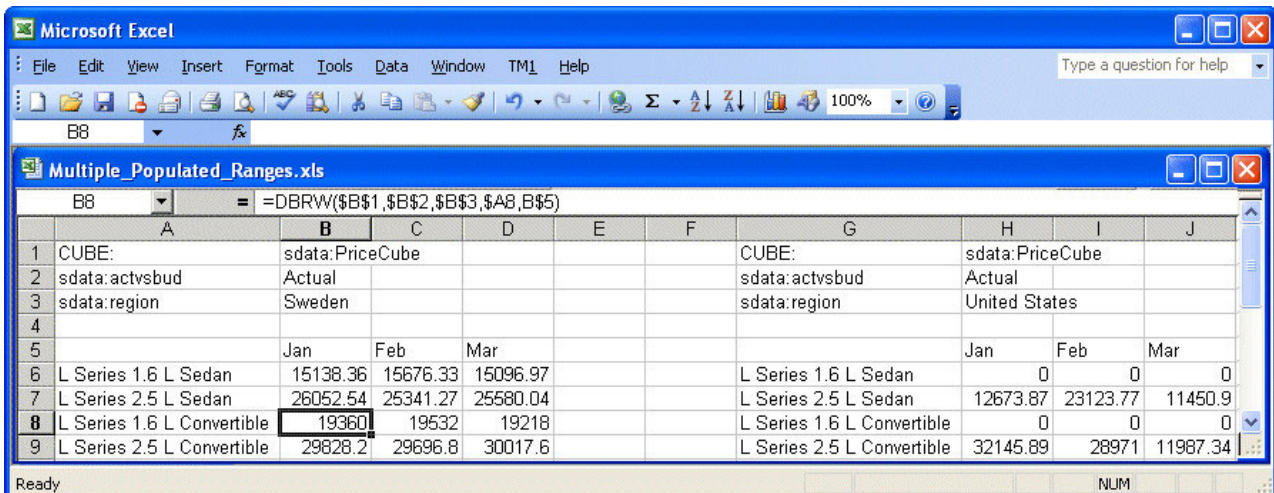 Microsoft Excel
File Edit View Insert Format Tools Data Window TM1 Help Type a question for help
ABC Σ A Z Z A 100% ?
B8 fx
Multiple_Populated_Ranges.xls
B8 = =DBRW($B$1,$B$2,$B$3,$A8,B$5)
A B C D E F G H I J
1 CUBE: sdata:PriceCube CUBE: sdata:PriceCube
2 sdata:actvsbud Actual sdata:actvsbud Actual
3 sdata:region Sweden sdata:region United States
4
5 Jan Feb Mar Jan Feb Mar
6 L Series 1.6 L Sedan 15138.36 15676.33 15096.97 L Series 1.6 L Sedan 0 0 0
7 L Series 2.5 L Sedan 26052.54 25341.27 25580.04 L Series 2.5 L Sedan 12673.87 23123.77 11450.9
8 L Series 1.6 L Convertible 19360 19532 19218 L Series 1.6 L Convertible 0 0 0
9 L Series 2.5 L Convertible 29828.2 29696.8 30017.6 L Series 2.5 L Convertible 32145.89 28971 11987.34
Ready NUM